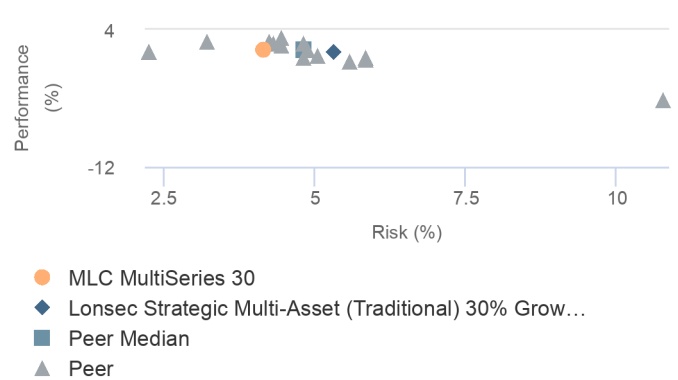 4
Performance
(%)
-12
2.5 5 7.5 10
Risk (%)
MLC MultiSeries 30
Lonsec Strategic Multi-Asset (Traditional) 30% Grow…
Peer Median
Peer